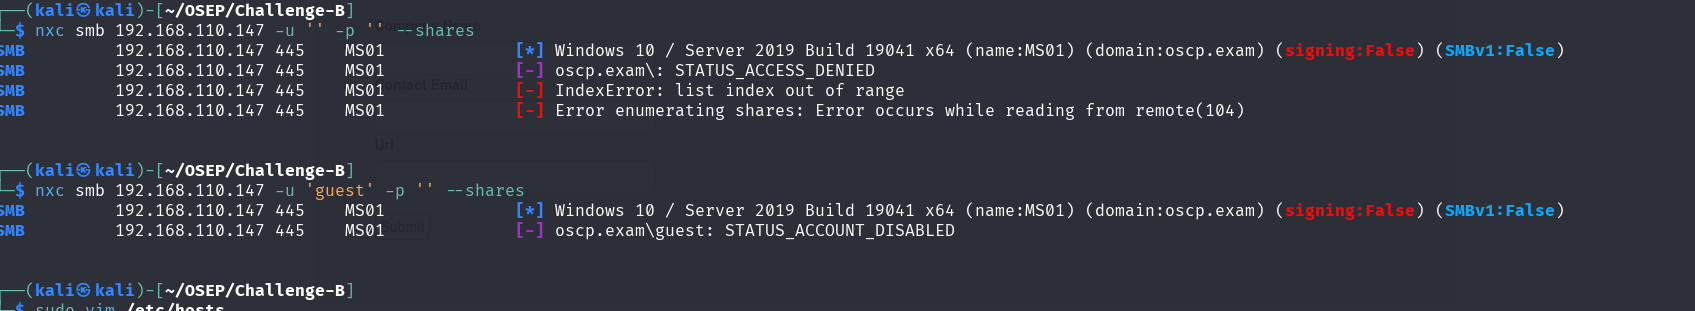 ┌──(kali㉿kali)-[~/OSEP/Challenge-B]
└─$ nxc smb 192.168.110.147 -u '' -p '' --shares
SMB 192.168.110.147 445 MS01 [*] Windows 10 / Server 2019 Build 19041 x64 (name:MS01) (domain:oscp.exam) (signing:False) (SMBv1:False)
SMB 192.168.110.147 445 MS01 [-] oscp.exam\: STATUS_ACCESS_DENIED
Contact Email
SMB 192.168.110.147 445 MS01 [-] IndexError: list index out of range
SMB 192.168.110.147 445 MS01 [-] Error enumerating shares: Error occurs while reading from remote(104)
Url
┌──(kali㉿kali)-[~/OSEP/Challenge-B]
└─$ nxc smb 192.168.110.147 -u 'guest' -p '' --shares
SMB 192.168.110.147 445 MS01 [*] Windows 10 / Server 2019 Build 19041 x64 (name:MS01) (domain:oscp.exam) (signing:False) (SMBv1:False)
SMB 192.168.110.147 445 MS01 [-] oscp.exam\guest: STATUS_ACCOUNT_DISABLED
Submit
┌──(kali㉿kali)-[~/OSEP/Challenge-B]
└─$ sudo vim /etc/hosts